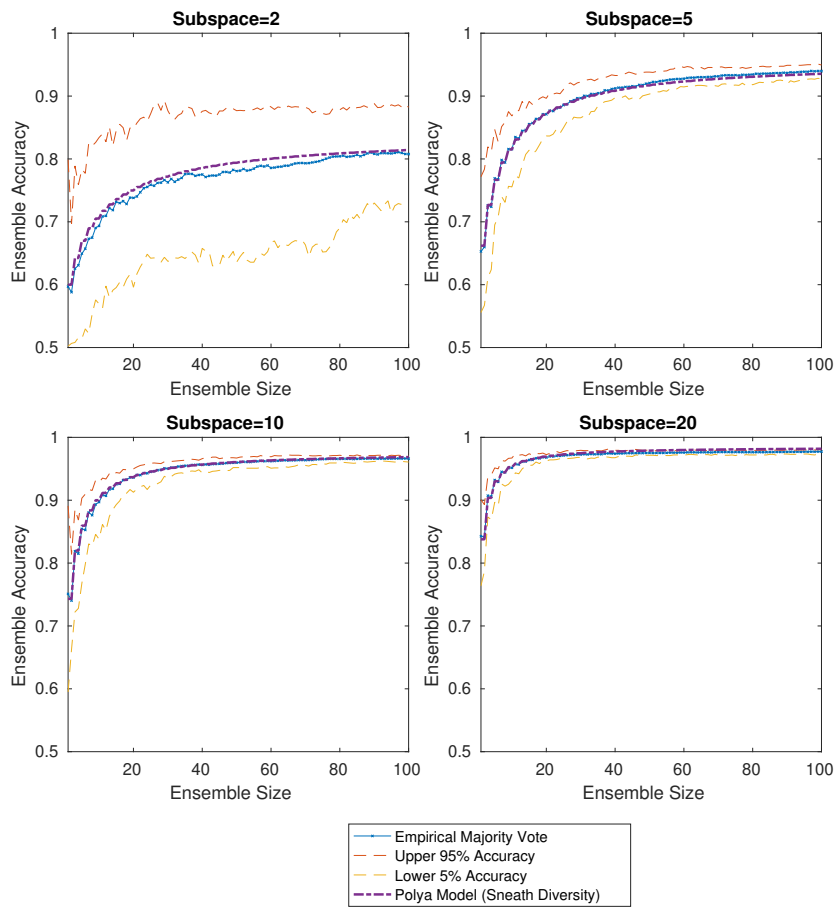 Subspace=2
1
0.9
0.8
0.7
0.6
0.5
Ensemble Accuracy
20 40 60 80 100
Ensemble Size
Subspace=5
1
0.9
0.8
0.7
0.6
0.5
Ensemble Accuracy
20 40 60 80 100
Ensemble Size
Subspace=10
1
0.9
0.8
0.7
0.6
0.5
Ensemble Accuracy
20 40 60 80 100
Ensemble Size
Subspace=20
1
0.9
0.8
0.7
0.6
0.5
Ensemble Accuracy
20 40 60 80 100
Ensemble Size
Empirical Majority Vote
Upper 95% Accuracy
Lower 5% Accuracy
Polya Model (Sneath Diversity)